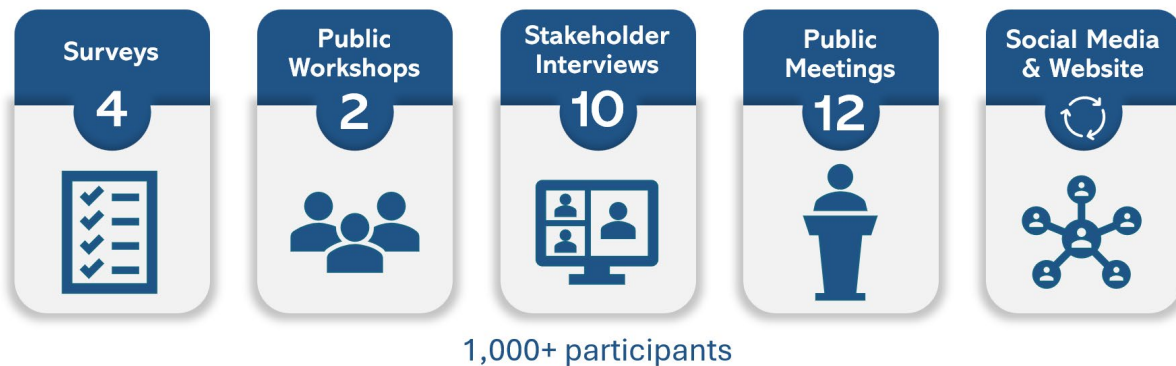 Surveys
4
Public
Workshops
2
Stakeholder
Interviews
10
Public
Meetings
12
Social Media
& Website
1,000+ participants